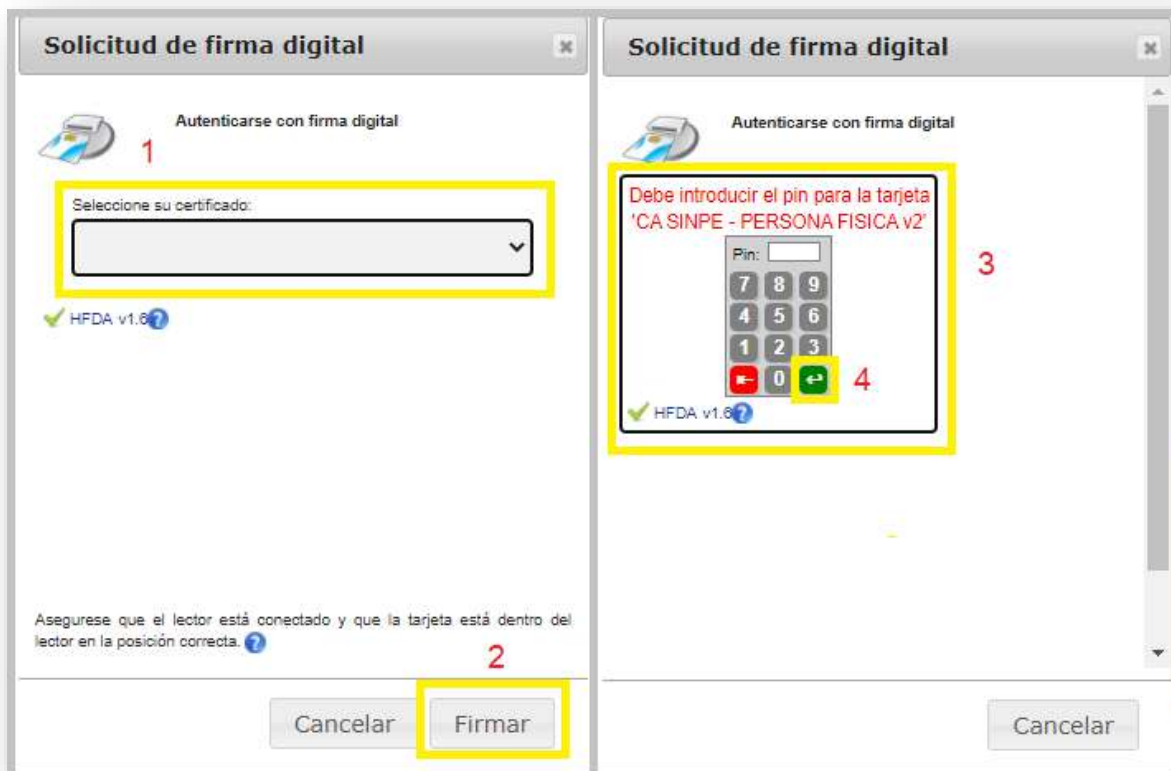 Solicitud de firma digital
Autenticarse con firma digital
1
Seleccione su certificado:
HFDA v1.6
Asegurese que el lector está conectado y que la tarjeta está dentro del
lector en la posición correcta.
2
Cancelar
Firmar
Solicitud de firma digital
Autenticarse con firma digital
Debe introducir el pin para la tarjeta
'CA SINPE - PERSONA FISICA v2'
3
Pin:
7 8 9
4 5 6
1 2 3
0
4
HFDA v1.6
Cancelar